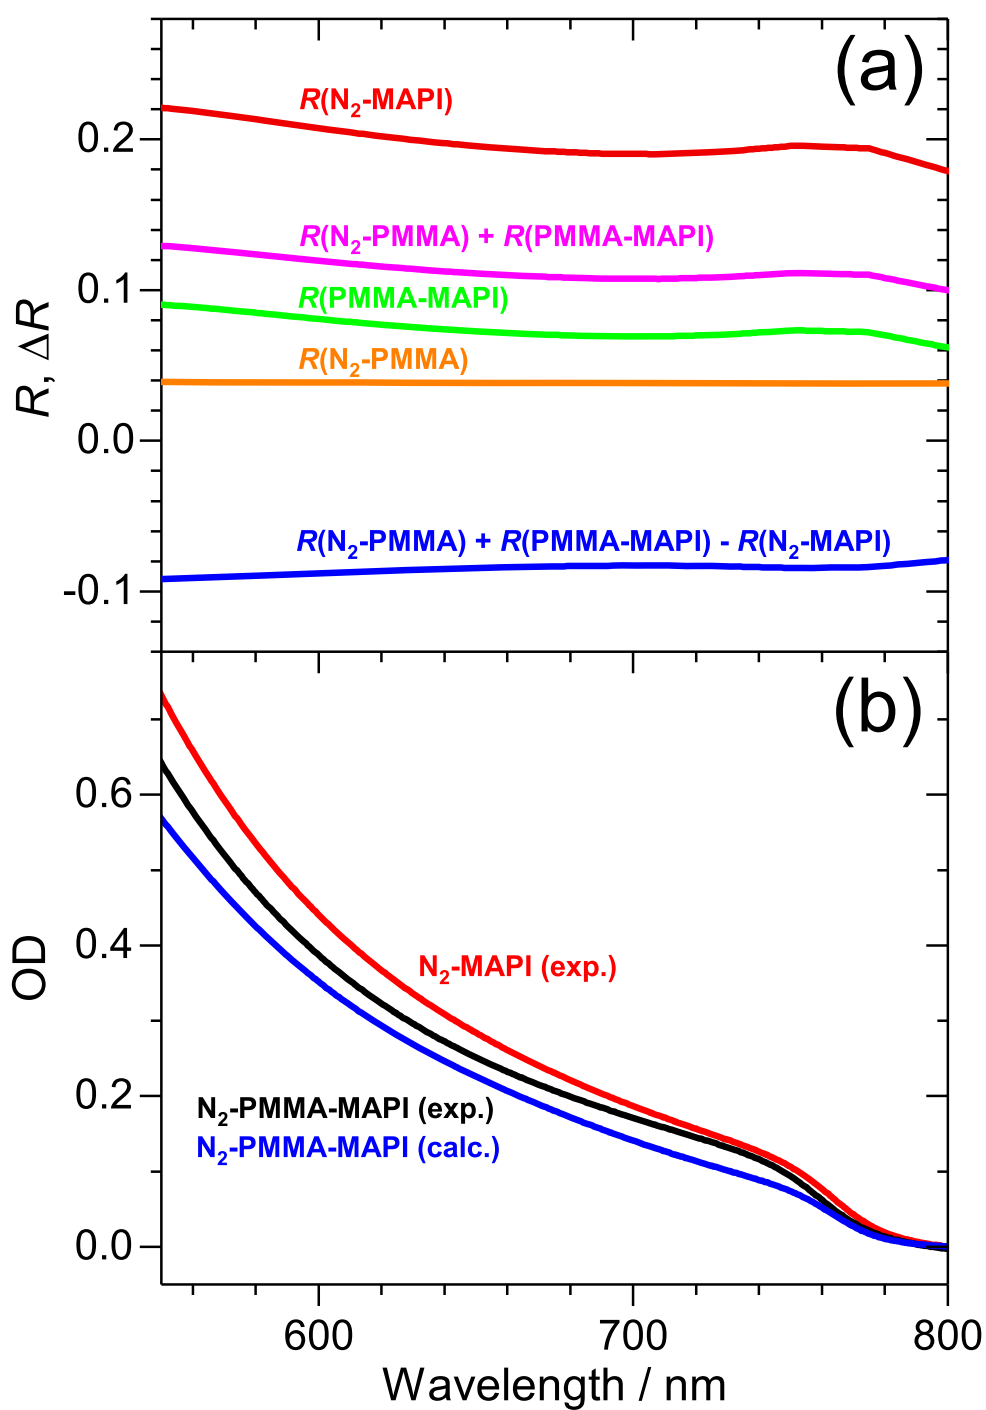 (a)
R(N₂-MAPI)
0.2
R(N₂-PMMA) + R(PMMA-MAPI)
R(PMMA-MAPI)
0.1
R(N₂-PMMA)
R, ΔR
0.0
R(N₂-PMMA) + R(PMMA-MAPI) - R(N₂-MAPI)
-0.1
(b)
0.6
0.4
N₂-MAPI (exp.)
OD
0.2
N₂-PMMA-MAPI (exp.)
N₂-PMMA-MAPI (calc.)
0.0
600 700 800
Wavelength / nm